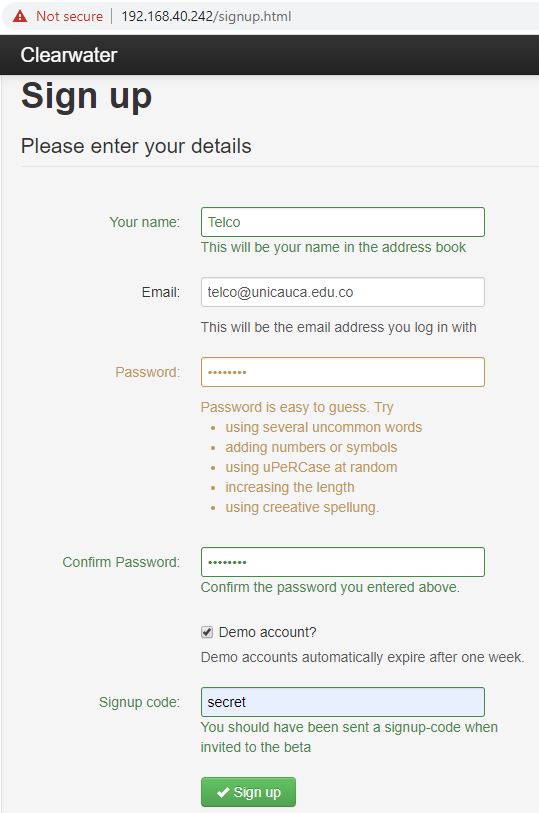 Not secure 192.168.40.242/signup.html
Clearwater
Sign up
Please enter your details
Your name: Telco
This will be your name in the address book
Email: telco@unicauca.edu.co
This will be the email address you log in with
Password: ••••••••
Password is easy to guess. Try
• using several uncommon words
• adding numbers or symbols
• using uPeRCase at random
• increasing the length
• using creeative spellung.
Confirm Password: ••••••••
Confirm the password you entered above.
Demo account?
Demo accounts automatically expire after one week.
Signup code: secret
You should have been sent a signup-code when
invited to the beta
Sign up